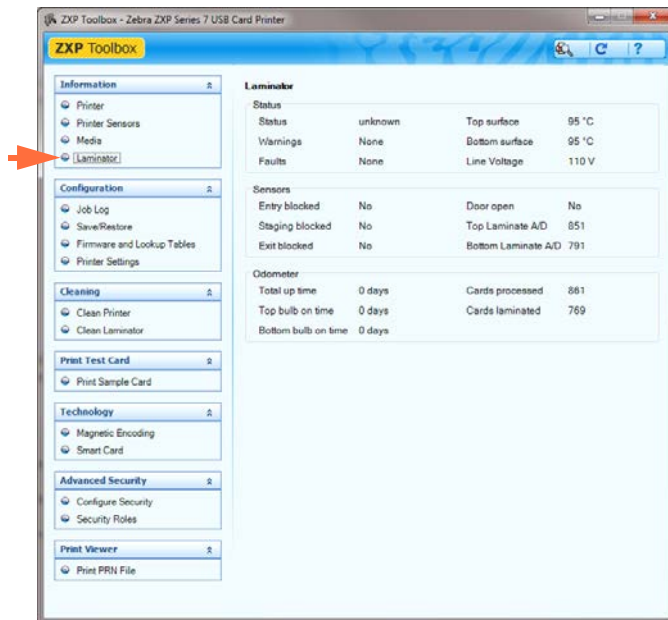 ZXP Toolbox - Zebra ZXP Series 7 USB Card Printer
ZXP Toolbox
?
Information
Printer
Printer Sensors
Media
Laminator
Configuration
Job Log
Save/Restore
Firmware and Lookup Tables
Printer Settings
Cleaning
Clean Printer
Clean Laminator
Print Test Card
Print Sample Card
Technology
Magnetic Encoding
Smart Card
Advanced Security
Configure Security
Security Roles
Print Viewer
Print PRN File
Laminator
Status
Status unknown Top surface 95 °C
Warnings None Bottom surface 95 °C
Faults None Line Voltage 110 V
Sensors
Entry blocked No Door open No
Staging blocked No Top Laminate A/D 851
Exit blocked No Bottom Laminate A/D 791
Odometer
Total up time 0 days Cards processed 861
Top bulb on time 0 days Cards laminated 769
Bottom bulb on time 0 days